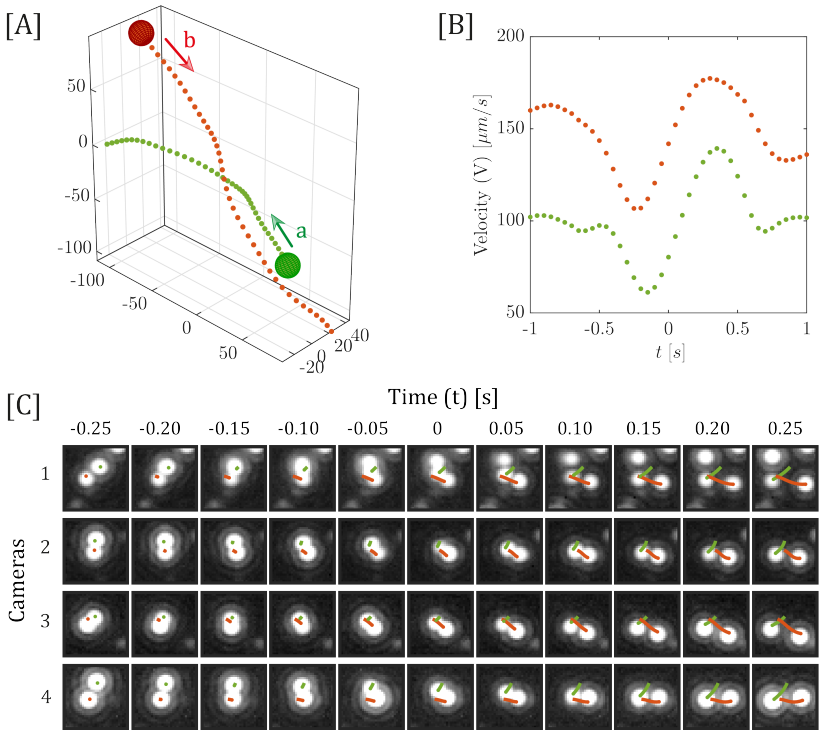 [A]
b
a
50
0
-50
-100
-100
-50
0
50
-20
0
20
40
[B]
200
150
100
50
Velocity (V) [μm/s]
-1
-0.5
0
0.5
1
t [s]
[C]
Time (t) [s]
-0.25 -0.20 -0.15 -0.10 -0.05 0 0.05 0.10 0.15 0.20 0.25
Cameras
1
2
3
4